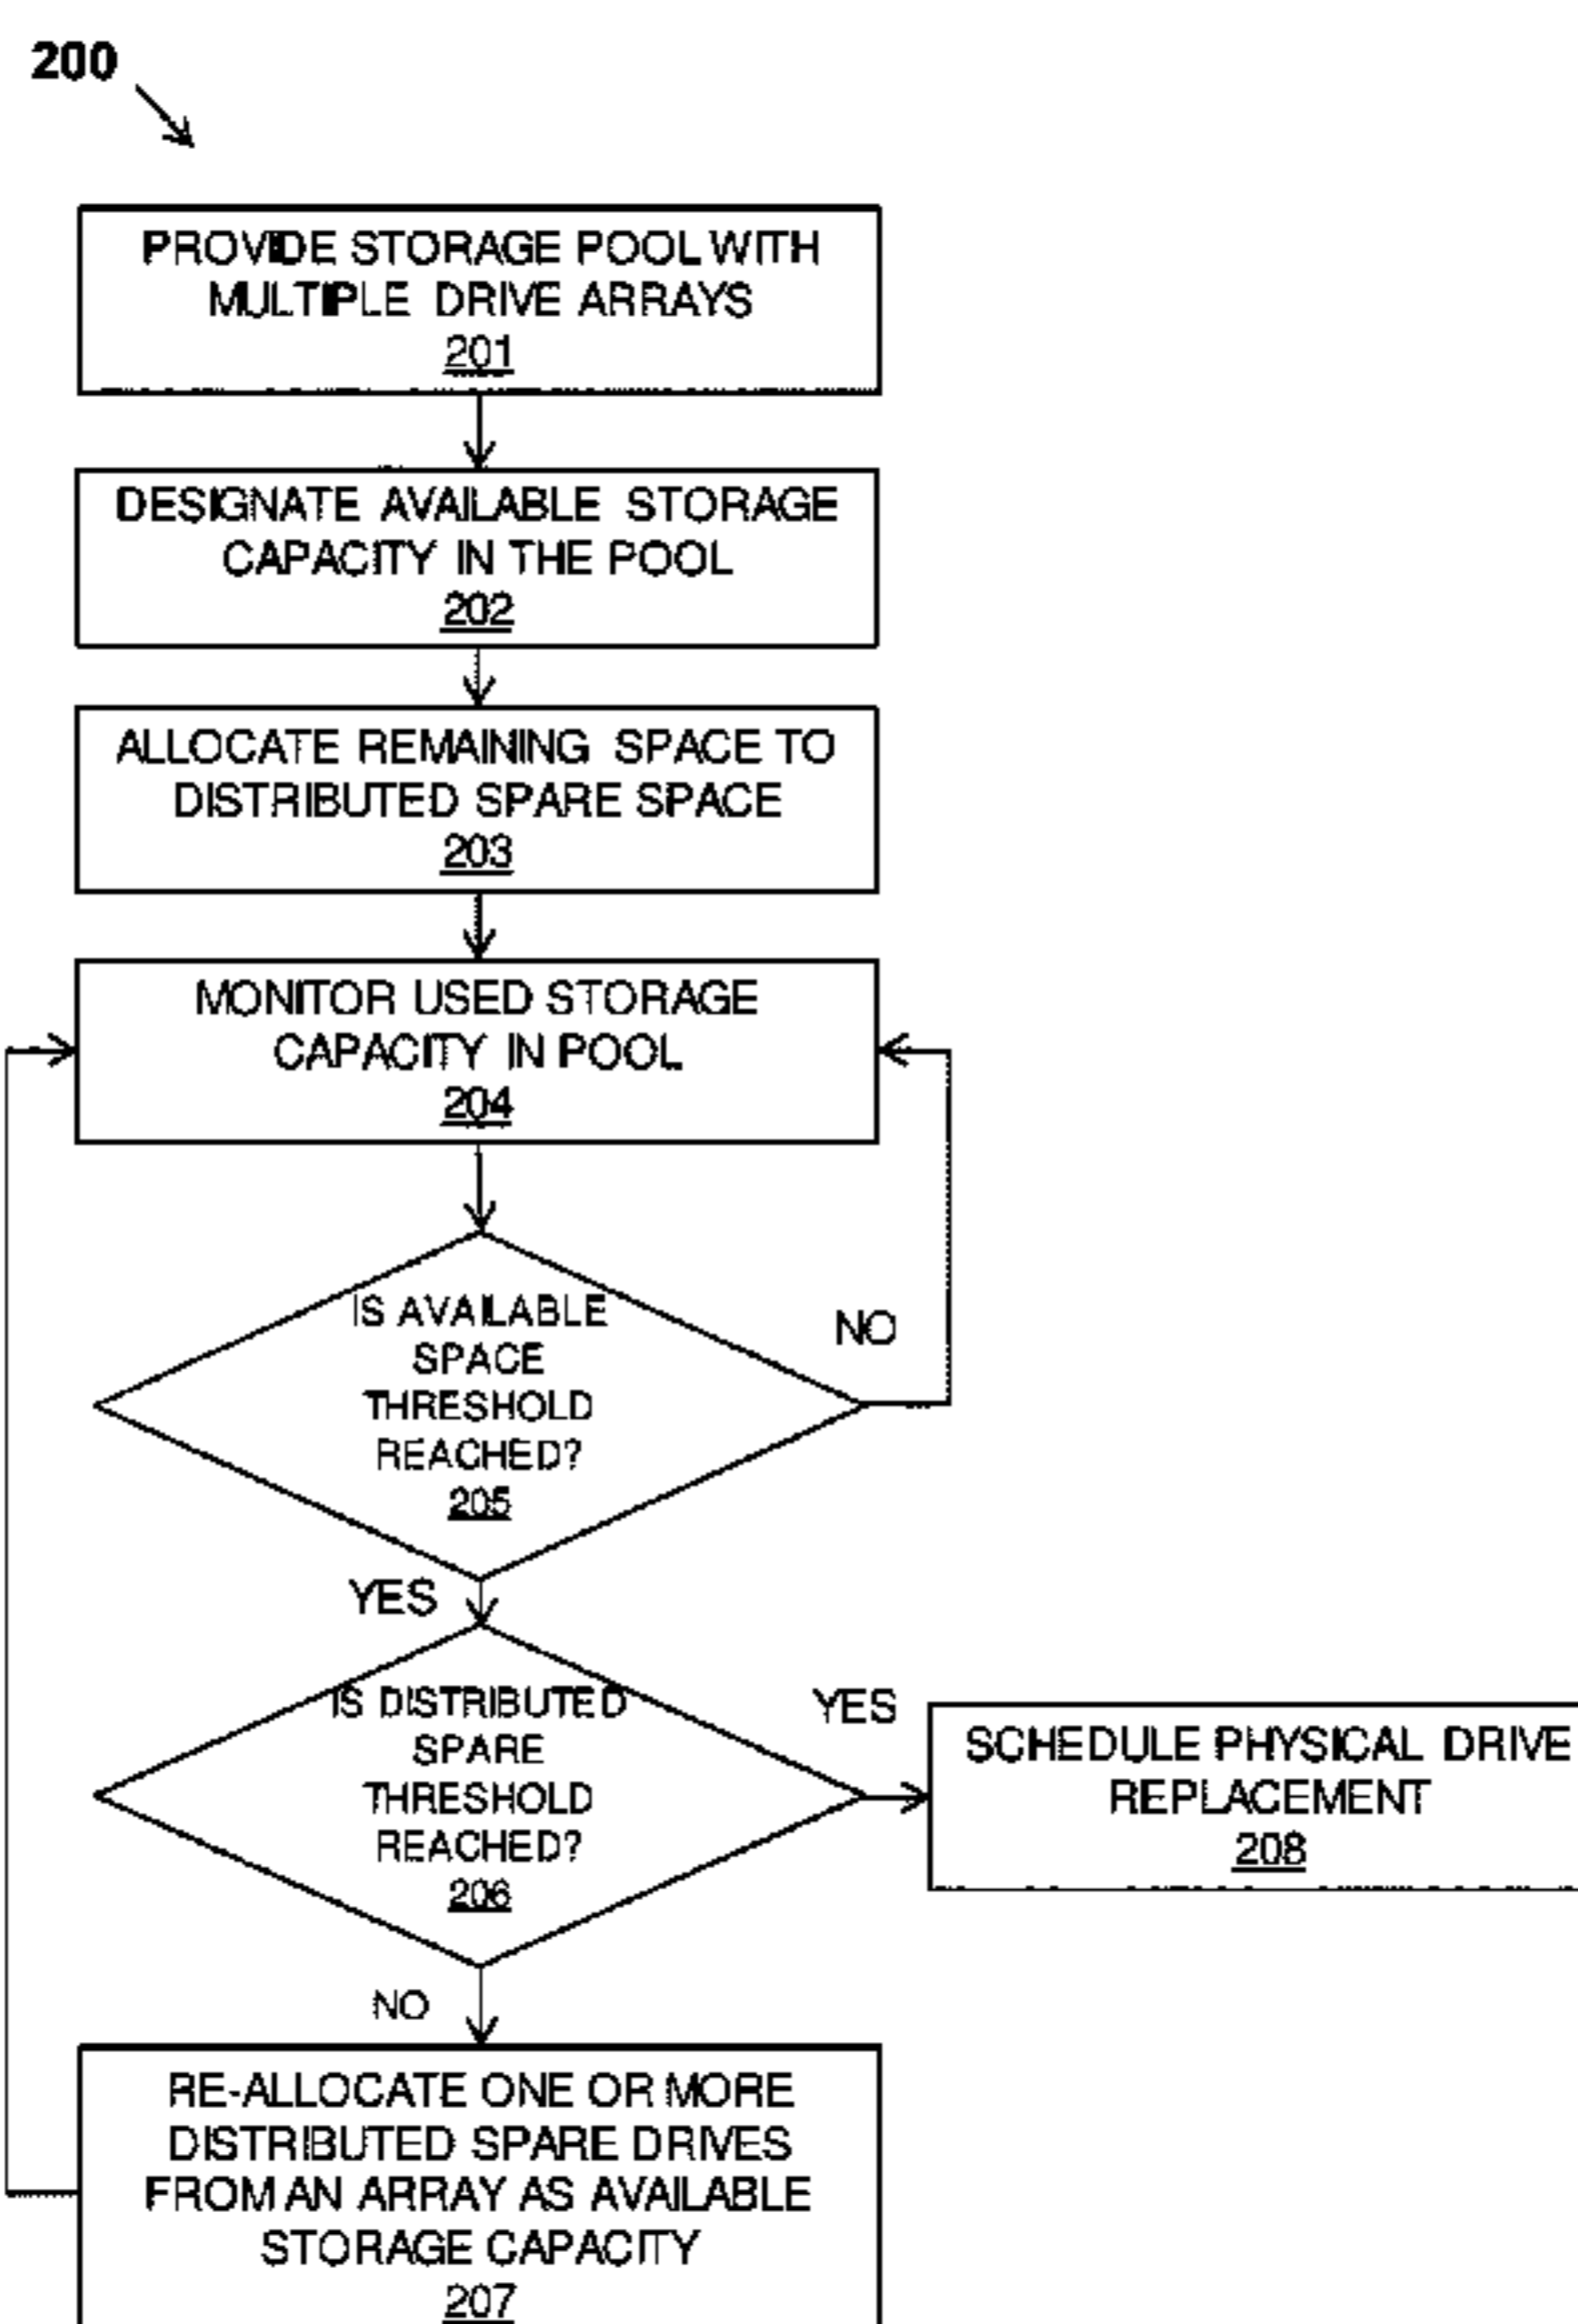 200
PROVIDE STORAGE POOL WITH
MULTIPLE DRIVE ARRAYS
201
DESIGNATE AVAILABLE STORAGE
CAPACITY IN THE POOL
202
ALLOCATE REMAINING SPACE TO
DISTRIBUTED SPARE SPACE
203
MONITOR USED STORAGE
CAPACITY IN POOL
204
IS AVAILABLE
SPACE
THRESHOLD
REACHED?
205
NO
YES
IS DISTRIBUTED
SPARE
THRESHOLD
REACHED?
206
YES
SCHEDULE PHYSICAL DRIVE
REPLACEMENT
208
NO
RE-ALLOCATE ONE OR MORE
DISTRIBUTED SPARE DRIVES
FROM AN ARRAY AS AVAILABLE
STORAGE CAPACITY
207